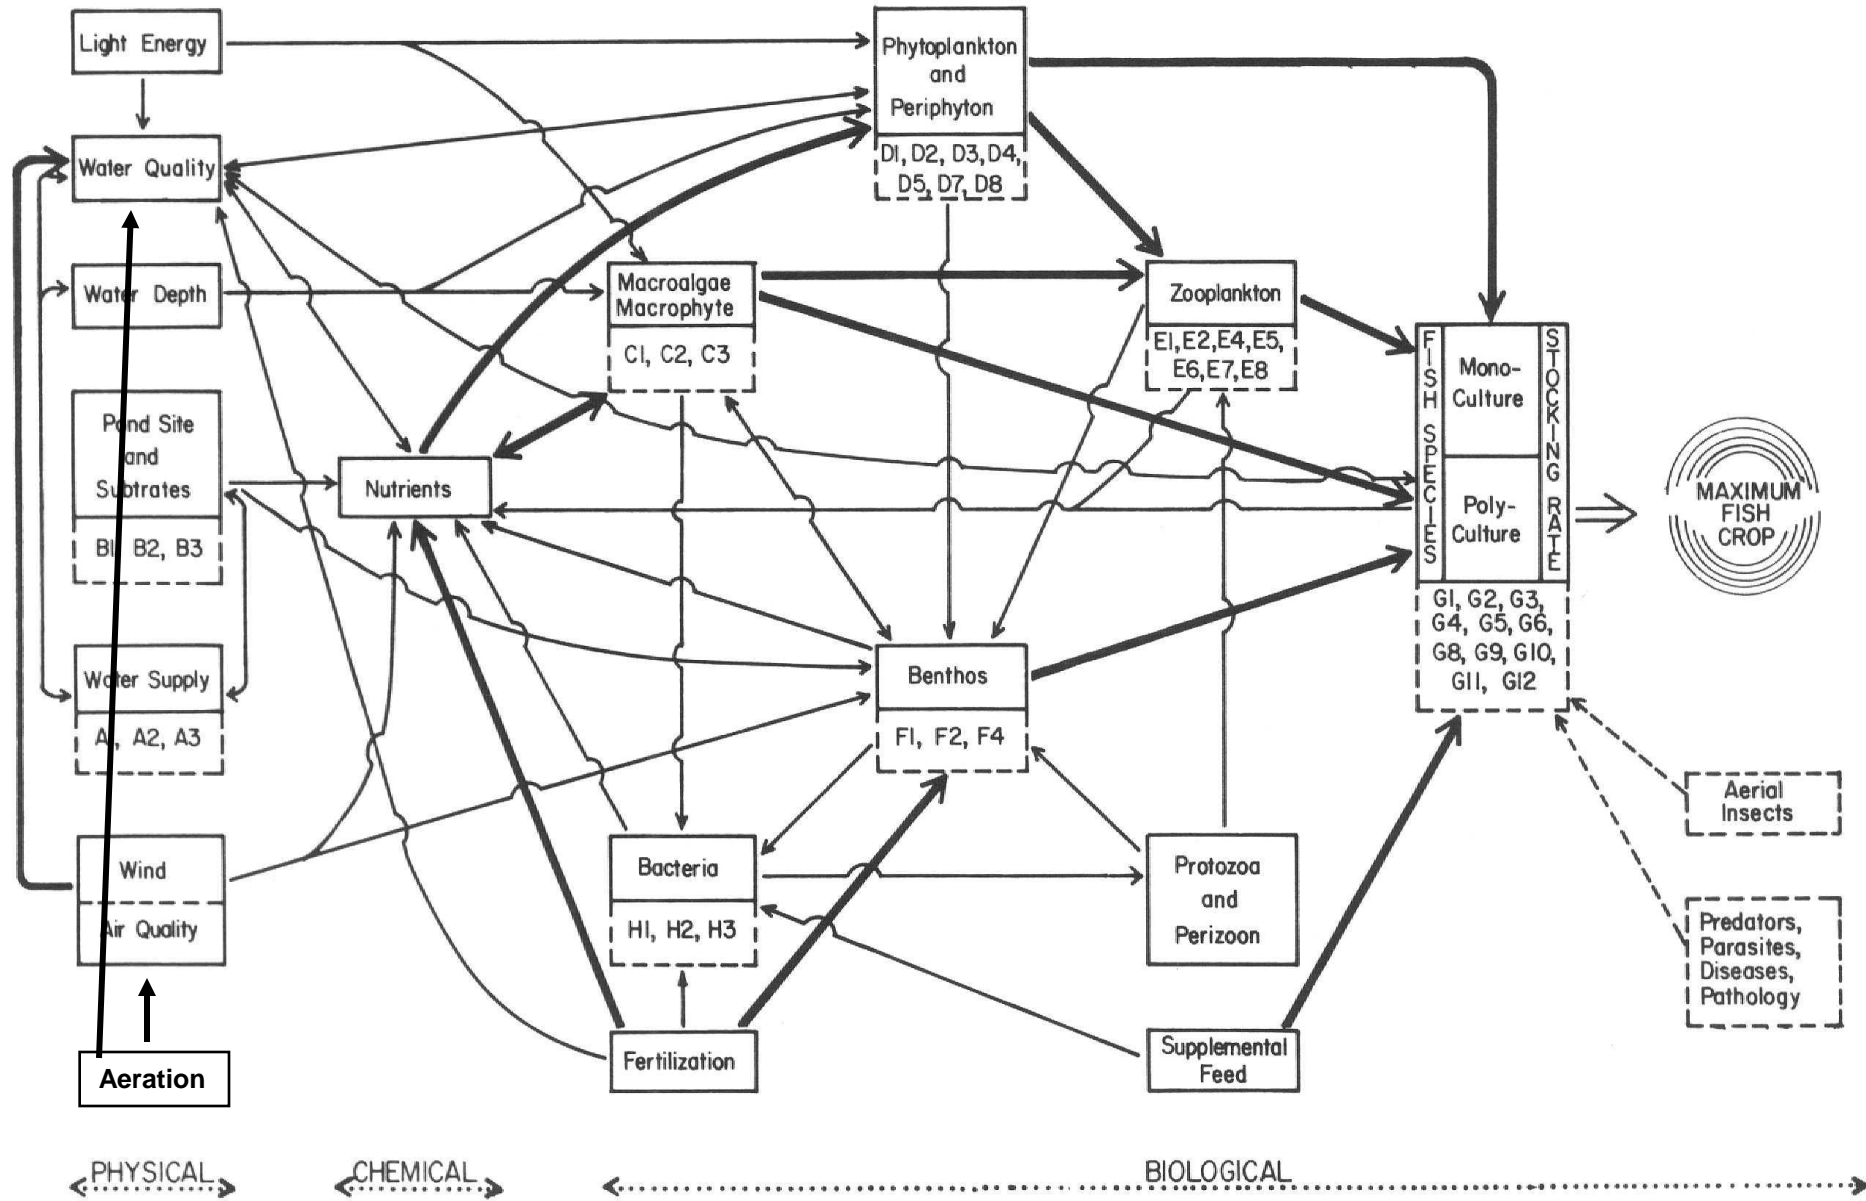 Light Energy
Water Quality
Water Depth
Pond Site
and
Subtrates
B1, B2, B3
Water Supply
A1, A2, A3
Wind
Air Quality
Aeration
Nutrients
Phytoplankton
and
Periphyton
D1, D2, D3, D4,
D5, D7, D8
Macroalgae
Macrophyte
C1, C2, C3
Zooplankton
E1, E2, E4, E5,
E6, E7, E8
Benthos
F1, F2, F4
Bacteria
H1, H2, H3
Fertilization
Protozoa
and
Perizoon
Supplemental
Feed
FISH SPECIES
Mono-
Culture
Poly-
Culture
STOCKING RATE
G1, G2, G3,
G4, G5, G6,
G8, G9, G10,
G11, G12
MAXIMUM
FISH
CROP
Aerial
Insects
Predators,
Parasites,
Diseases,
Pathology
PHYSICAL
CHEMICAL
BIOLOGICAL